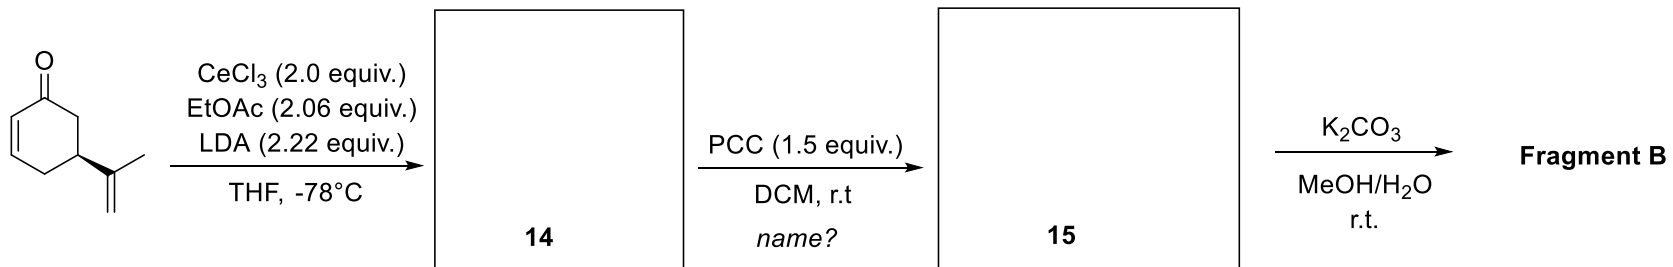 O
CeCl3 (2.0 equiv.)
EtOAc (2.06 equiv.)
LDA (2.22 equiv.)
THF, -78°C
14
PCC (1.5 equiv.)
DCM, r.t
name?
15
K2CO3
MeOH/H2O
r.t.
Fragment B